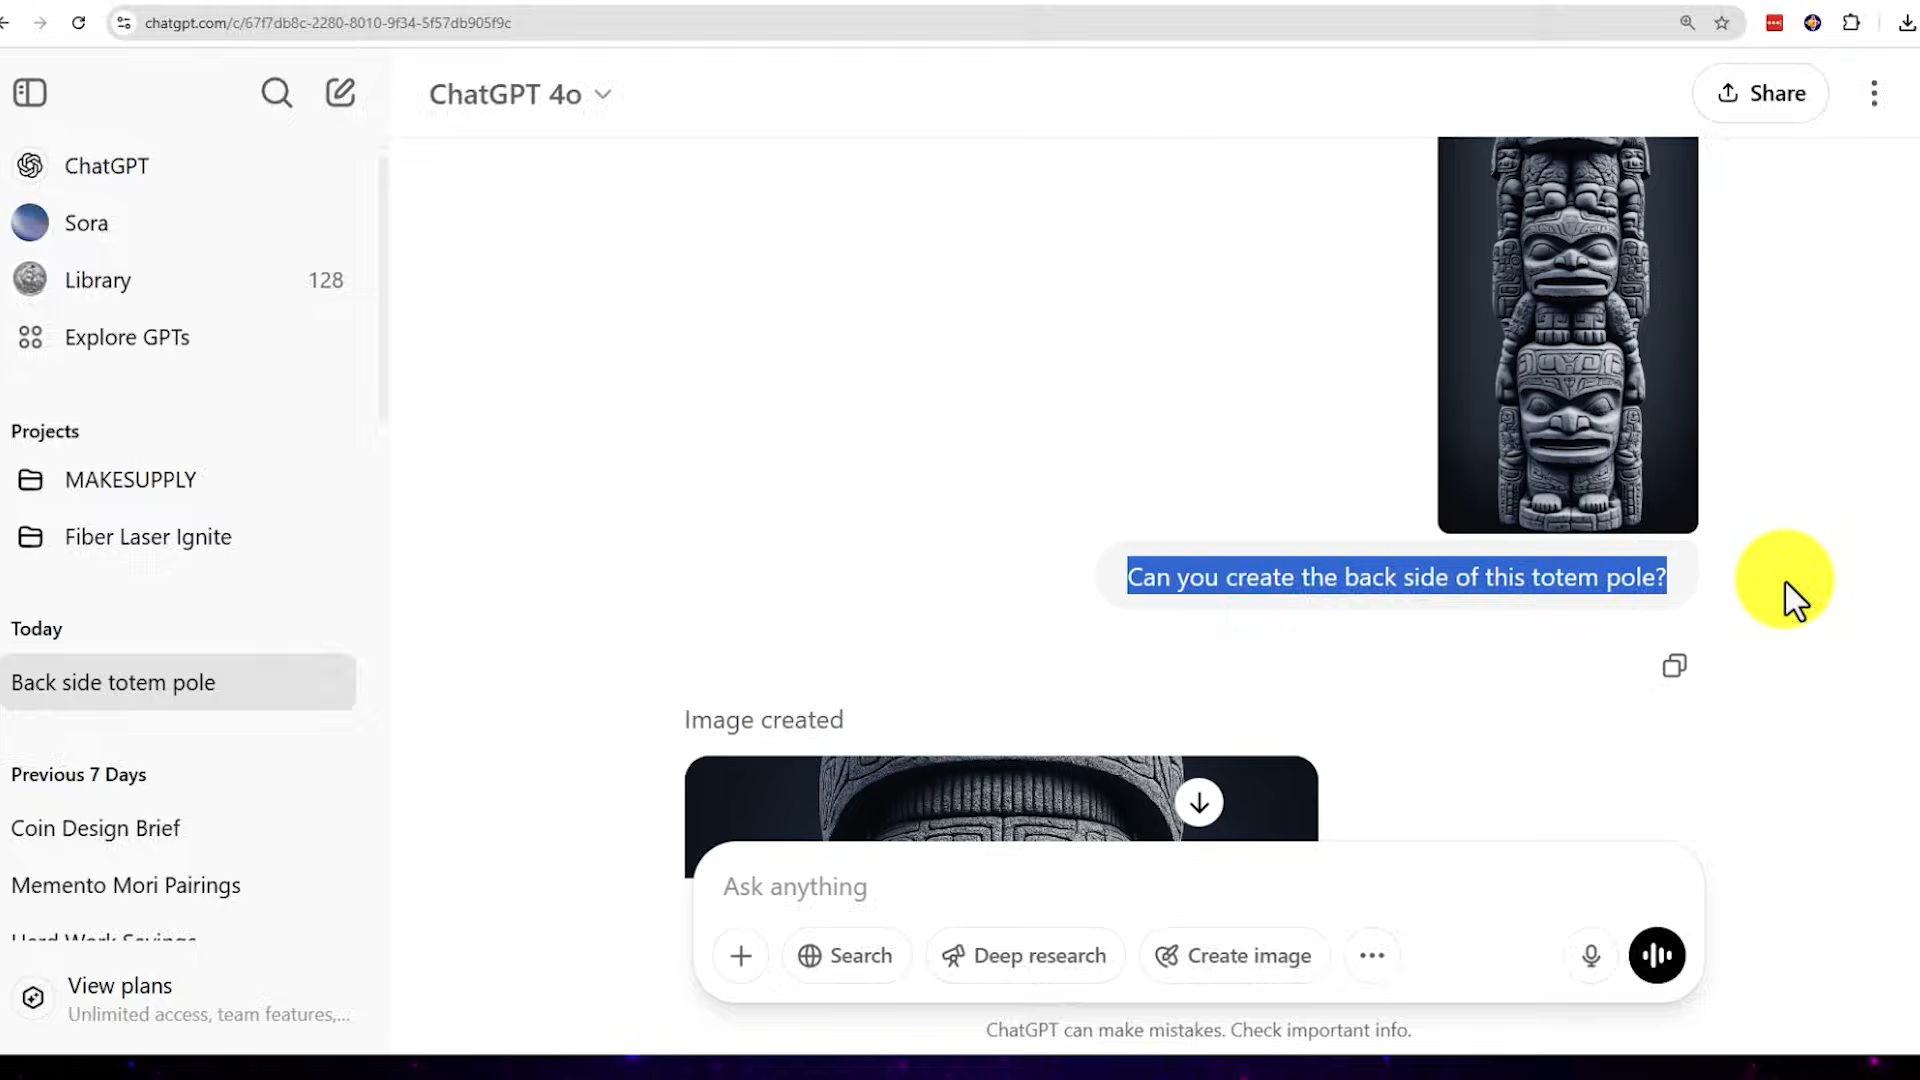 chatgpt.com/c/67f7db8c-2280-8010-9f34-5f57db905f9c
ChatGPT 4o
Share
ChatGPT
Sora
Library 128
Explore GPTs
Projects
MAKESUPPLY
Fiber Laser Ignite
Today
Back side totem pole
Previous 7 Days
Coin Design Brief
Memento Mori Pairings
View plans
Unlimited access, team features,...
Can you create the back side of this totem pole?
Image created
Ask anything
Search
Deep research
Create image
ChatGPT can make mistakes. Check important info.